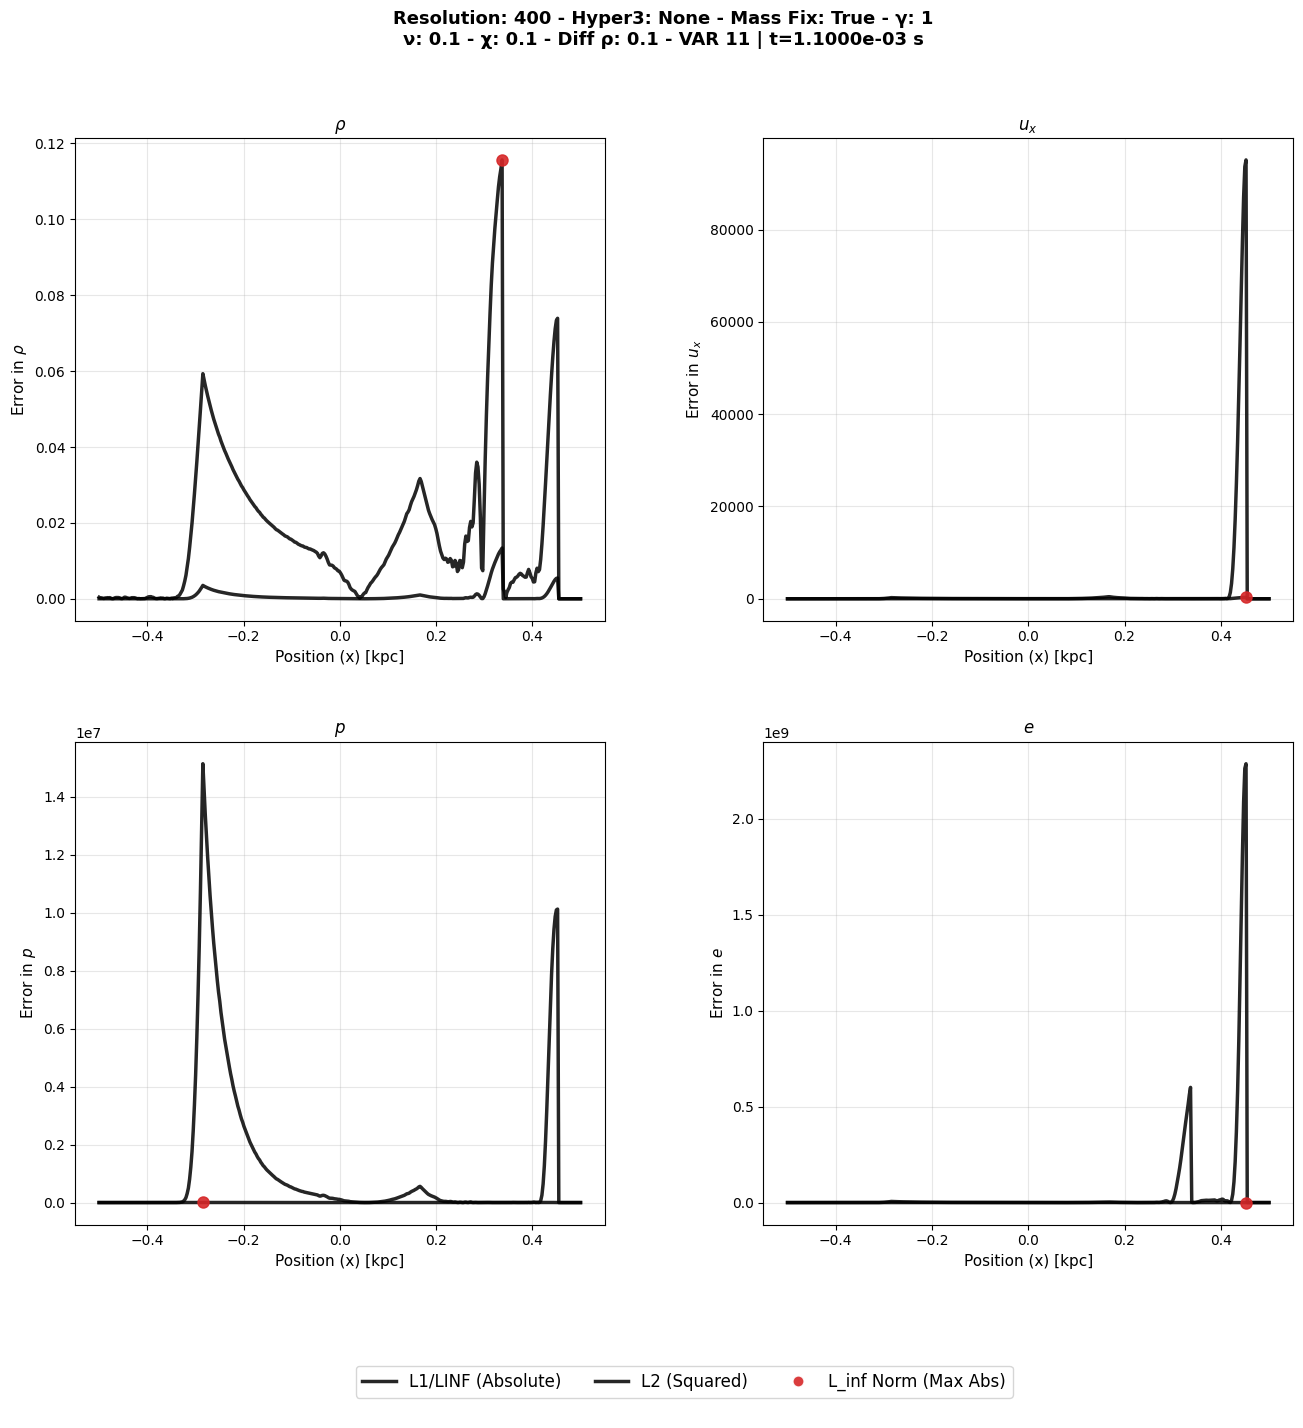 Resolution: 400 - Hyper3: None - Mass Fix: True - γ: 1
ν: 0.1 - χ: 0.1 - Diff ρ: 0.1 - VAR 11 | t=1.1000e-03 s
ρ
0.12
0.10
0.08
0.06
0.04
0.02
0.00
Error in ρ
−0.4 −0.2 0.0 0.2 0.4
Position (x) [kpc]
u_x
80000
60000
40000
20000
0
Error in u_x
−0.4 −0.2 0.0 0.2 0.4
Position (x) [kpc]
p
1e7
1.4
1.2
1.0
0.8
0.6
0.4
0.2
0.0
Error in p
−0.4 −0.2 0.0 0.2 0.4
Position (x) [kpc]
e
1e9
2.0
1.5
1.0
0.5
0.0
Error in e
−0.4 −0.2 0.0 0.2 0.4
Position (x) [kpc]
L1/LINF (Absolute) L2 (Squared) L_inf Norm (Max Abs)